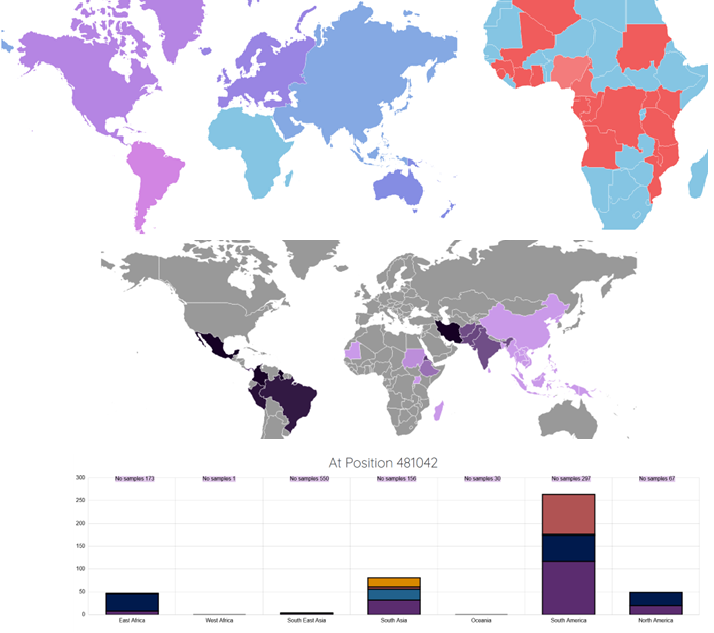 At Position 481042
300
No samples 173
No samples 1
No samples 550
No samples 156
No samples 30
No samples 297
No samples 67
250
200
150
100
50
0
East Africa
West Africa
South East Asia
South Asia
Oceania
South America
North America